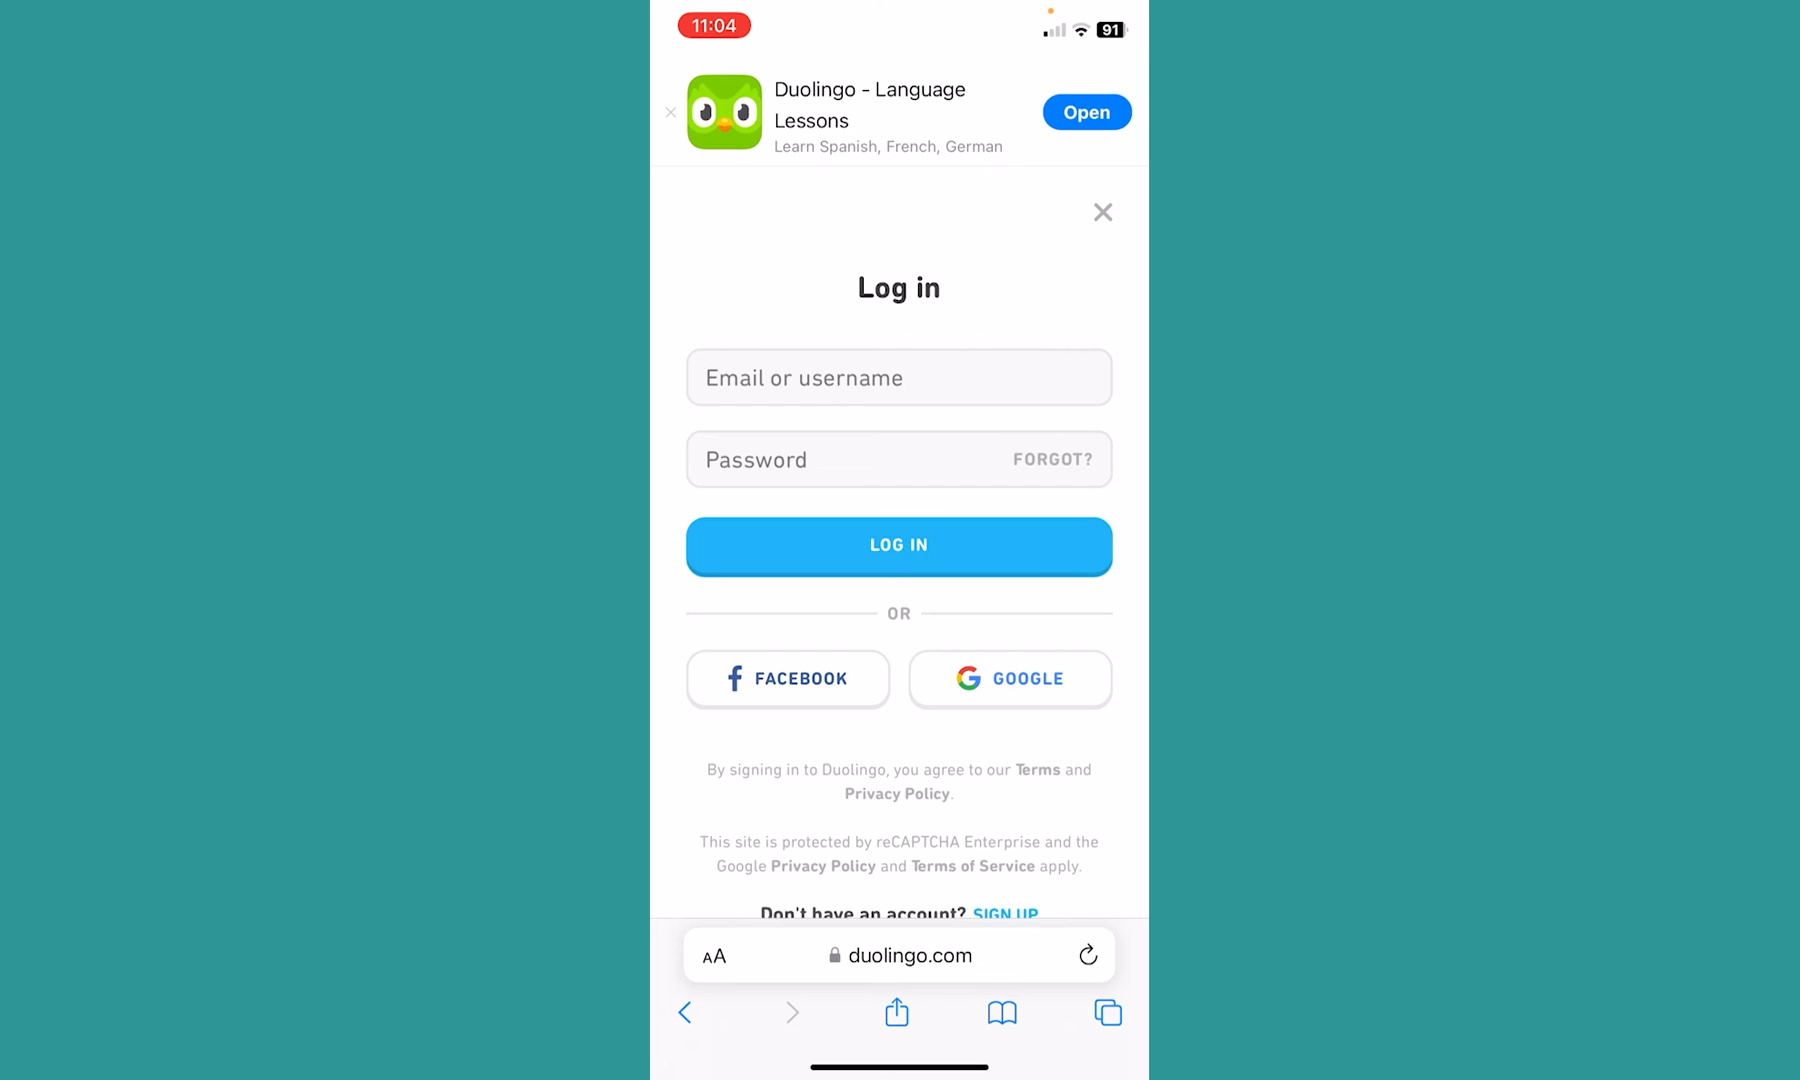 11:04
91
Duolingo - Language
Lessons
Learn Spanish, French, German
Open
Log in
Email or username
Password
FORGOT?
LOG IN
OR
FACEBOOK
GOOGLE
By signing in to Duolingo, you agree to our Terms and
Privacy Policy.
This site is protected by reCAPTCHA Enterprise and the
Google Privacy Policy and Terms of Service apply.
Don't have an account? SIGN UP
AA
duolingo.com